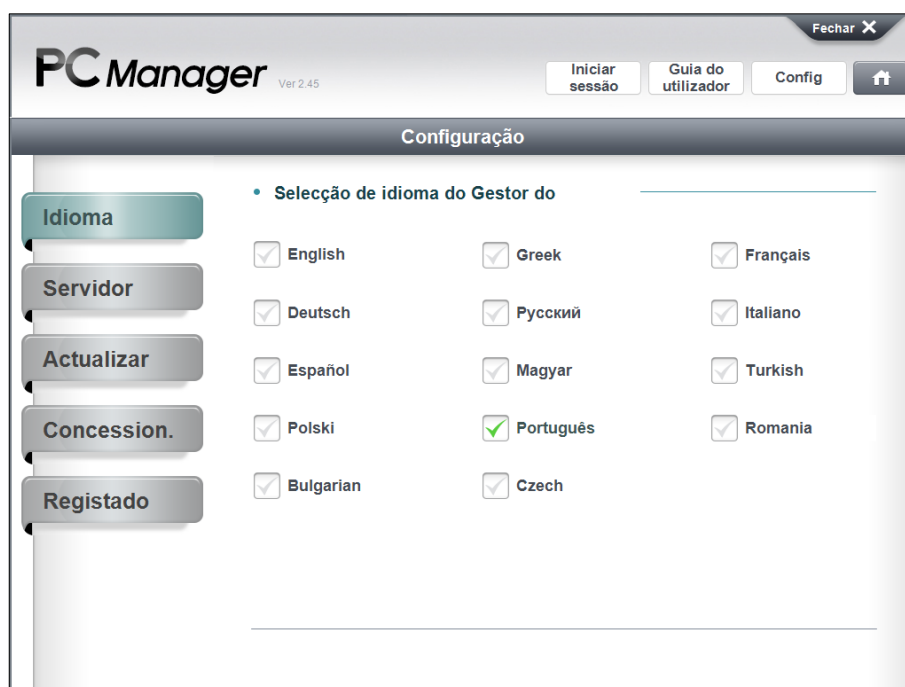 Fechar
PC Manager Ver 2.45
Iniciar sessão
Guia do utilizador
Config
Configuração
Idioma
Servidor
Actualizar
Concession.
Registado
• Selecção de idioma do Gestor do
English Greek Français
Deutsch Русский Italiano
Español Magyar Turkish
Polski Português Romania
Bulgarian Czech